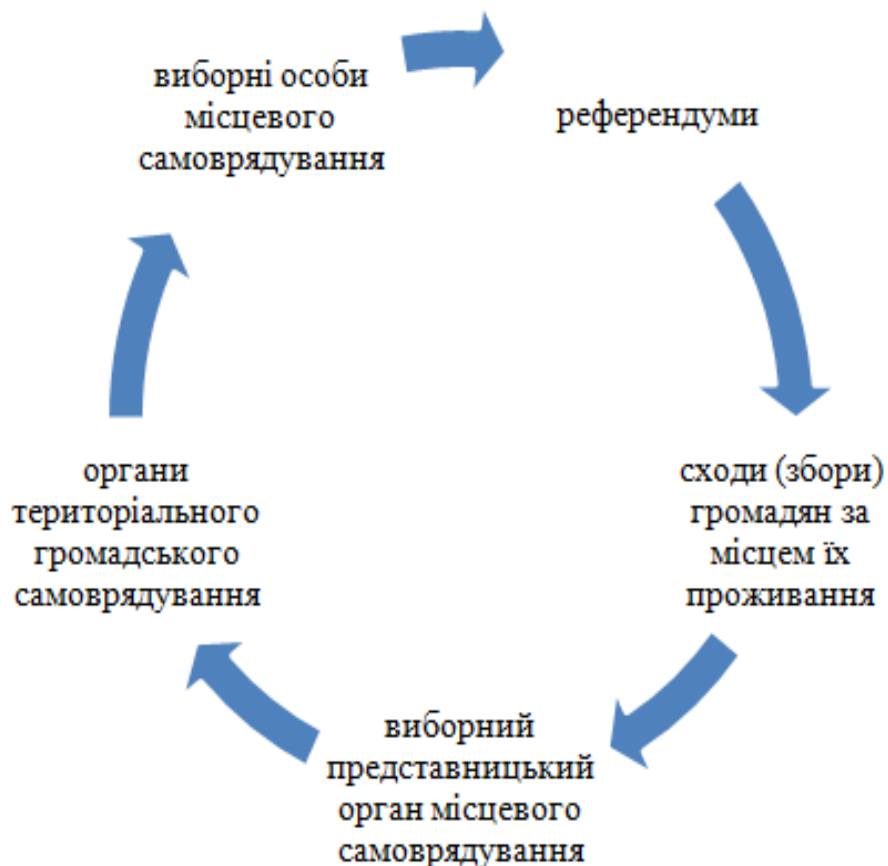 виборні особи
місцевого
самоврядування
референдуми
сходи (збори)
громадян за
місцем їх
проживання
виборний
представницький
орган місцевого
самоврядування
органи
територіального
громадського
самоврядування